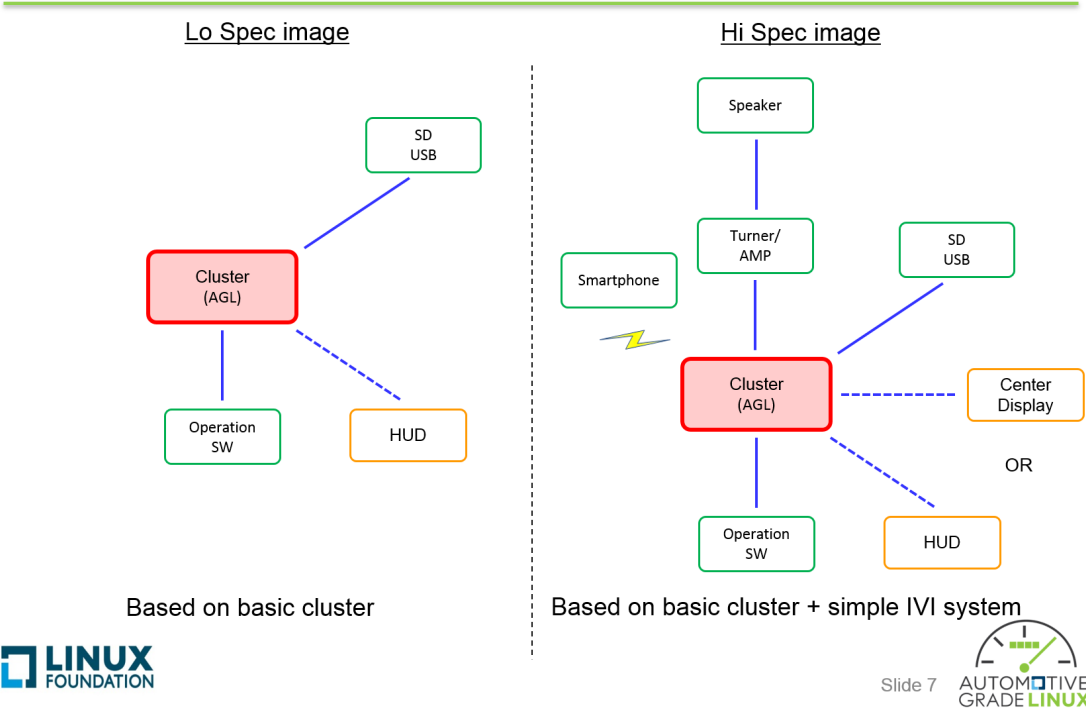 Lo Spec image
SD
USB
Cluster
(AGL)
Operation
SW
HUD
Based on basic cluster
Hi Spec image
Speaker
Turner/
AMP
SD
USB
Smartphone
Cluster
(AGL)
Center
Display
OR
Operation
SW
HUD
Based on basic cluster + simple IVI system
LINUX
FOUNDATION
Slide 7
AUTOMOTIVE
GRADE LINUX